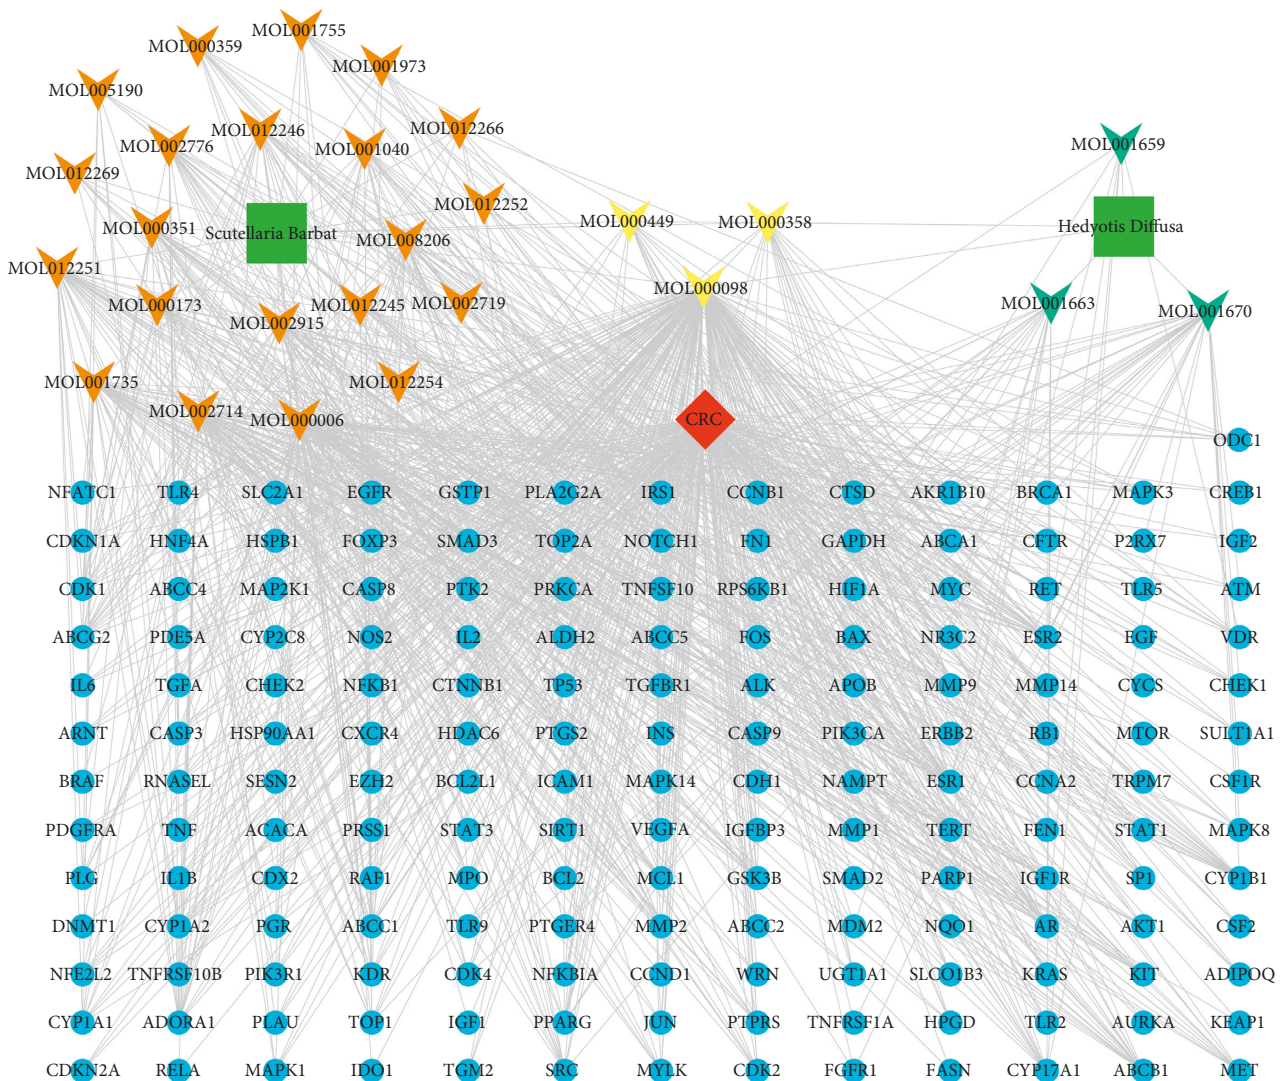 MOL001755
MOL000359
MOL001973
MOL005190
MOL012246
MOL012266
MOL002776
MOL001040
MOL001659
MOL012269
MOL012252
MOL000449
MOL000358
MOL000351
Scutellaria Barbat
MOL008206
Hedyotis Diffusa
MOL012251
MOL000098
MOL000173
MOL012245
MOL002719
MOL001663
MOL001670
MOL002915
MOL001735
MOL012254
MOL002714
MOL000006
CRC
ODC1
NFATC1 TLR4 SLC2A1 EGFR GSTP1 PLA2G2A IRS1 CCNB1 CTSD AKR1B10 BRCA1 MAPK3 CREB1
CDKN1A HNF4A HSPB1 FOXP3 SMAD3 TOP2A NOTCH1 FN1 GAPDH ABCA1 CFTR P2RX7 IGF2
CDK1 ABCC4 MAP2K1 CASP8 PTK2 PRKCA TNFSF10 RPS6KB1 HIF1A MYC RET TLR5 ATM
ABCG2 PDE5A CYP2C8 NOS2 IL2 ALDH2 ABCC5 FOS BAX NR3C2 ESR2 EGF VDR
IL6 TGFA CHEK2 NFKB1 CTNNB1 TP53 TGFBR1 ALK APOB MMP9 MMP14 CYCS CHEK1
ARNT CASP3 HSP90AA1 CXCR4 HDAC6 PTGS2 INS CASP9 PIK3CA ERBB2 RB1 MTOR SULT1A1
BRAF RNASEL SESN2 EZH2 BCL2L1 ICAM1 MAPK14 CDH1 NAMPT ESR1 CCNA2 TRPM7 CSF1R
PDGFRA TNF ACACA PRSS1 STAT3 SIRT1 VEGFA IGFBP3 MMP1 TERT FEN1 STAT1 MAPK8
PLG IL1B CDX2 RAF1 MPO BCL2 MCL1 GSK3B SMAD2 PARP1 IGF1R SP1 CYP1B1
DNMT1 CYP1A2 PGR ABCC1 TLR9 PTGER4 MMP2 ABCC2 MDM2 NQO1 AR AKT1 CSF2
NFE2L2 TNFRSF10B PIK3R1 KDR CDK4 NFKBIA CCND1 WRN UGT1A1 SLCO1B3 KRAS KIT ADIPOQ
CYP1A1 ADORA1 PLAU TOP1 IGF1 PPARG JUN PTPRS TNFRSF1A HPGD TLR2 AURKA KEAP1
CDKN2A RELA MAPK1 IDO1 TGM2 SRC MYLK CDK2 FGFR1 FASN CYP17A1 ABCB1 MET